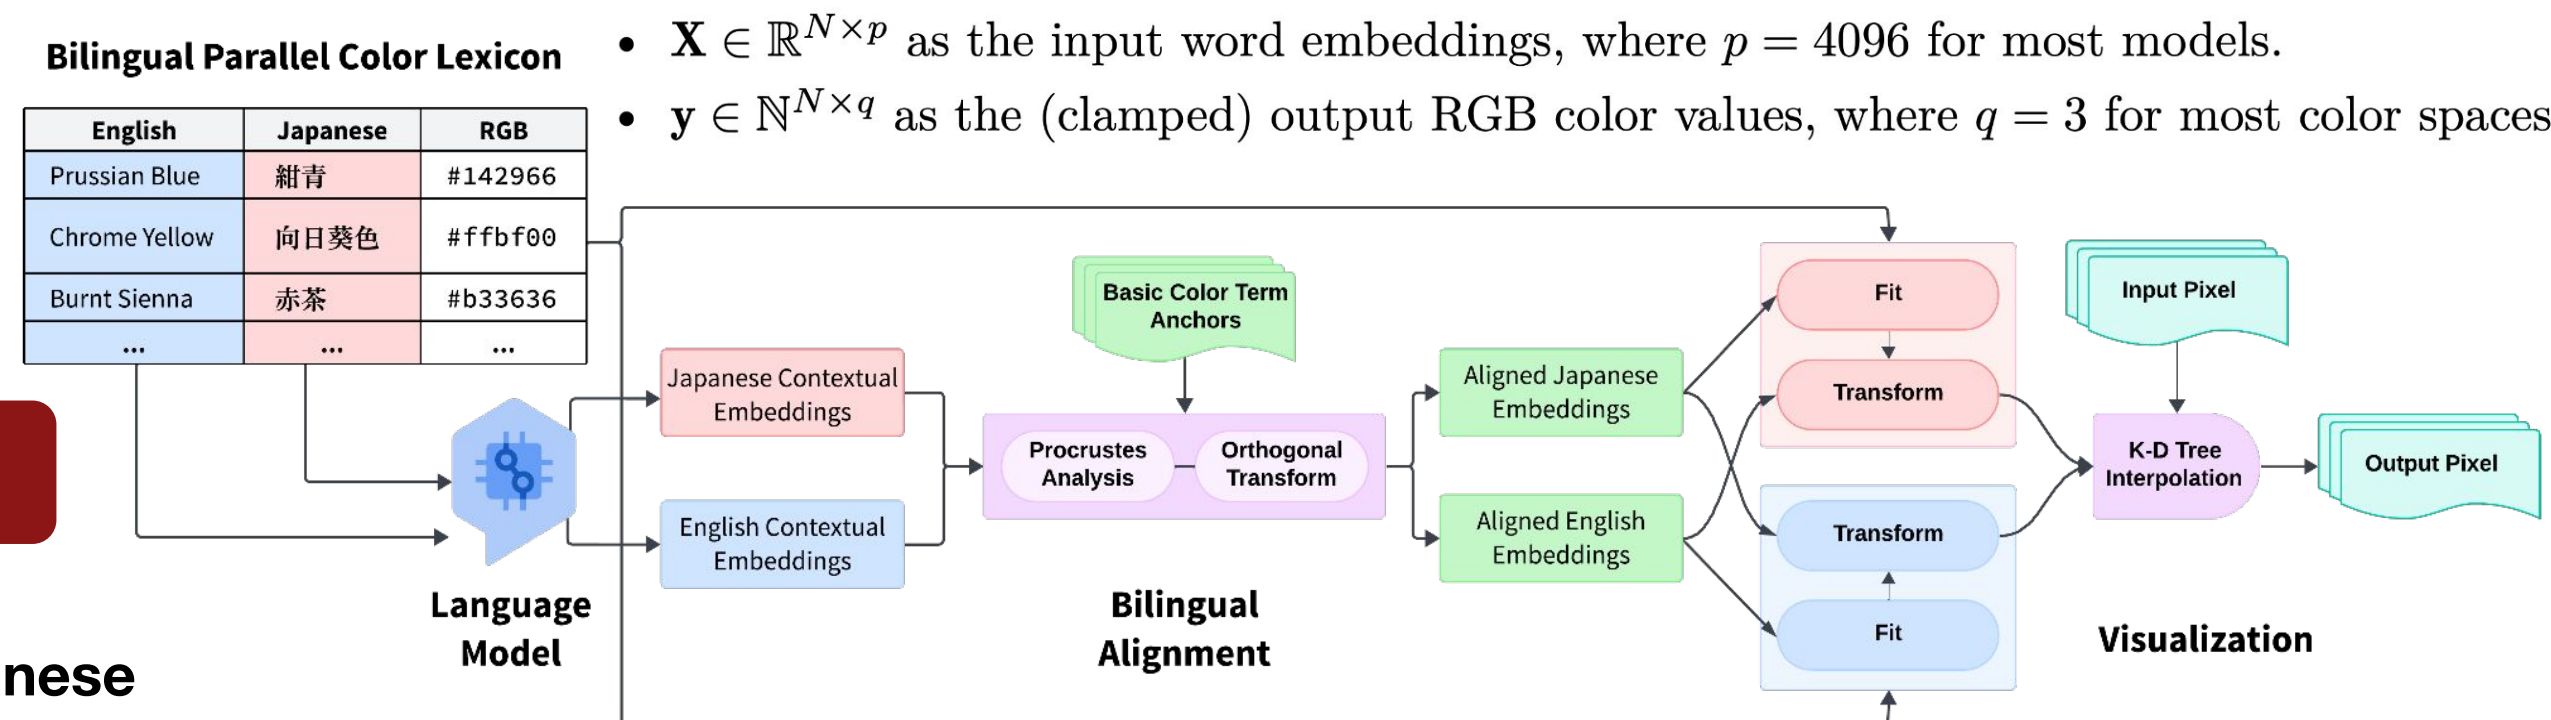 Bilingual Parallel Color Lexicon
• X ∈ ℝ^{N×p} as the input word embeddings, where p = 4096 for most models.
• y ∈ ℕ^{N×q} as the (clamped) output RGB color values, where q = 3 for most color spaces
English Japanese RGB
Prussian Blue 紺青 #142966
Chrome Yellow 向日葵色 #ffbf00
Burnt Sienna 赤茶 #b33636
... ... ...
Language
Model
Japanese Contextual
Embeddings
English Contextual
Embeddings
Basic Color Term
Anchors
Procrustes
Analysis
Orthogonal
Transform
Bilingual
Alignment
Aligned Japanese
Embeddings
Aligned English
Embeddings
Fit
Transform
Transform
Fit
Input Pixel
K-D Tree
Interpolation
Output Pixel
Visualization
nese